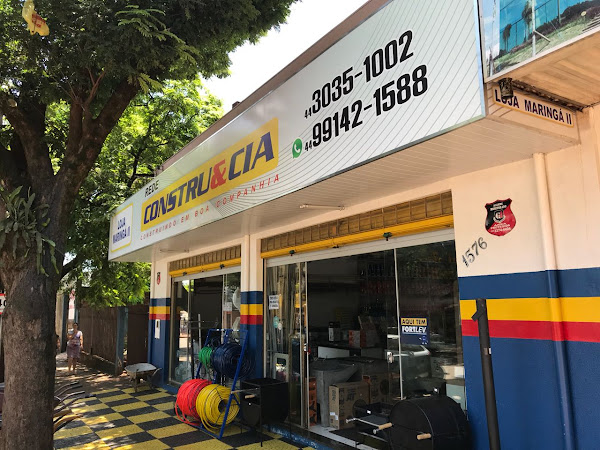 LOJA
MARINGÁ II
REDE
CONSTRU&CIA
CONSTRUINDO EM BOA COMPANHIA
44 3035-1002
44 99142-1588
LOJA MARINGÁ II
1576
AQUI TEM
FORTLEV